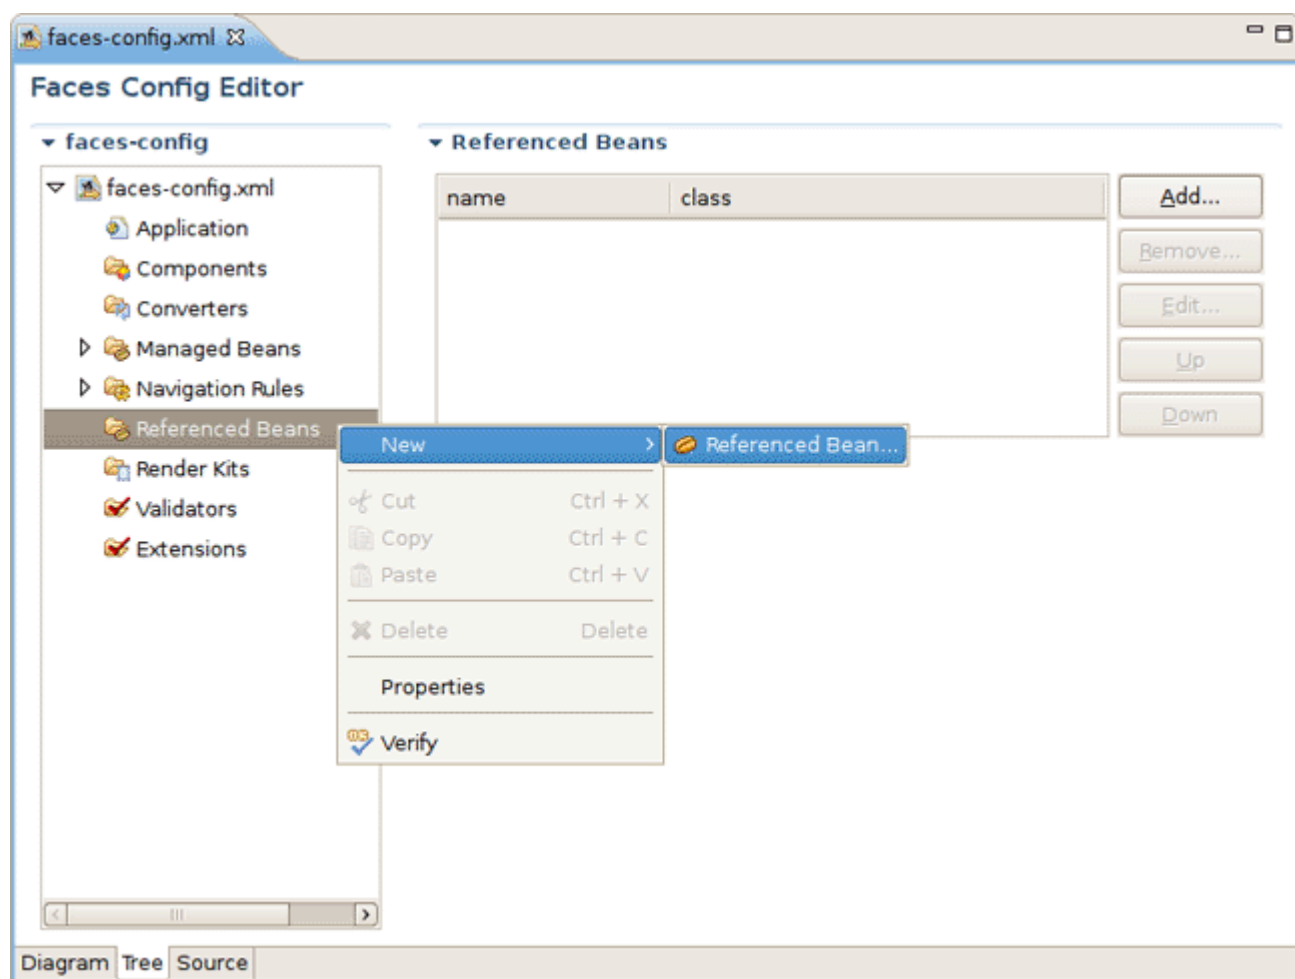 faces-config.xml
Faces Config Editor
faces-config
Referenced Beans
faces-config.xml
name class
Add...
Application
Remove...
Components
Converters
Edit...
Managed Beans
Up
Navigation Rules
Down
Referenced Beans
New
Referenced Bean...
Render Kits
Cut Ctrl + X
Validators
Copy Ctrl + C
Extensions
Paste Ctrl + V
Delete Delete
Properties
Verify
Diagram Tree Source